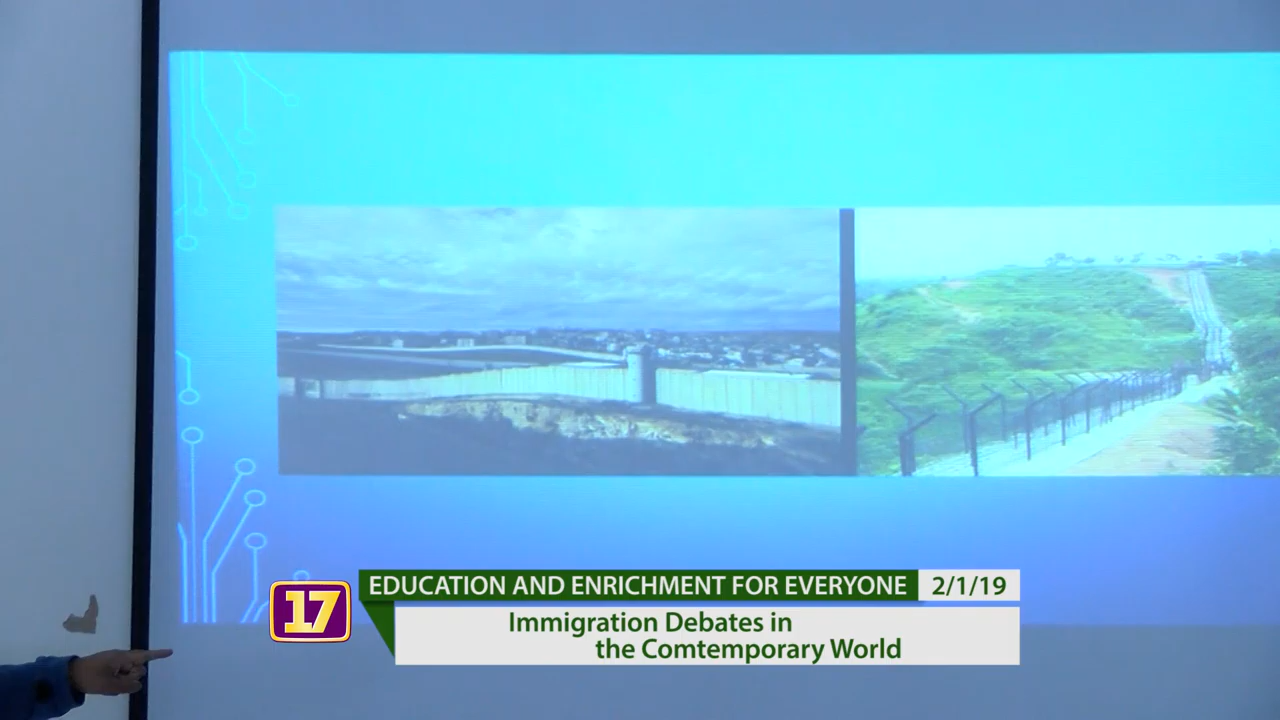 17
EDUCATION AND ENRICHMENT FOR EVERYONE 2/1/19
Immigration Debates in
the Comtemporary World